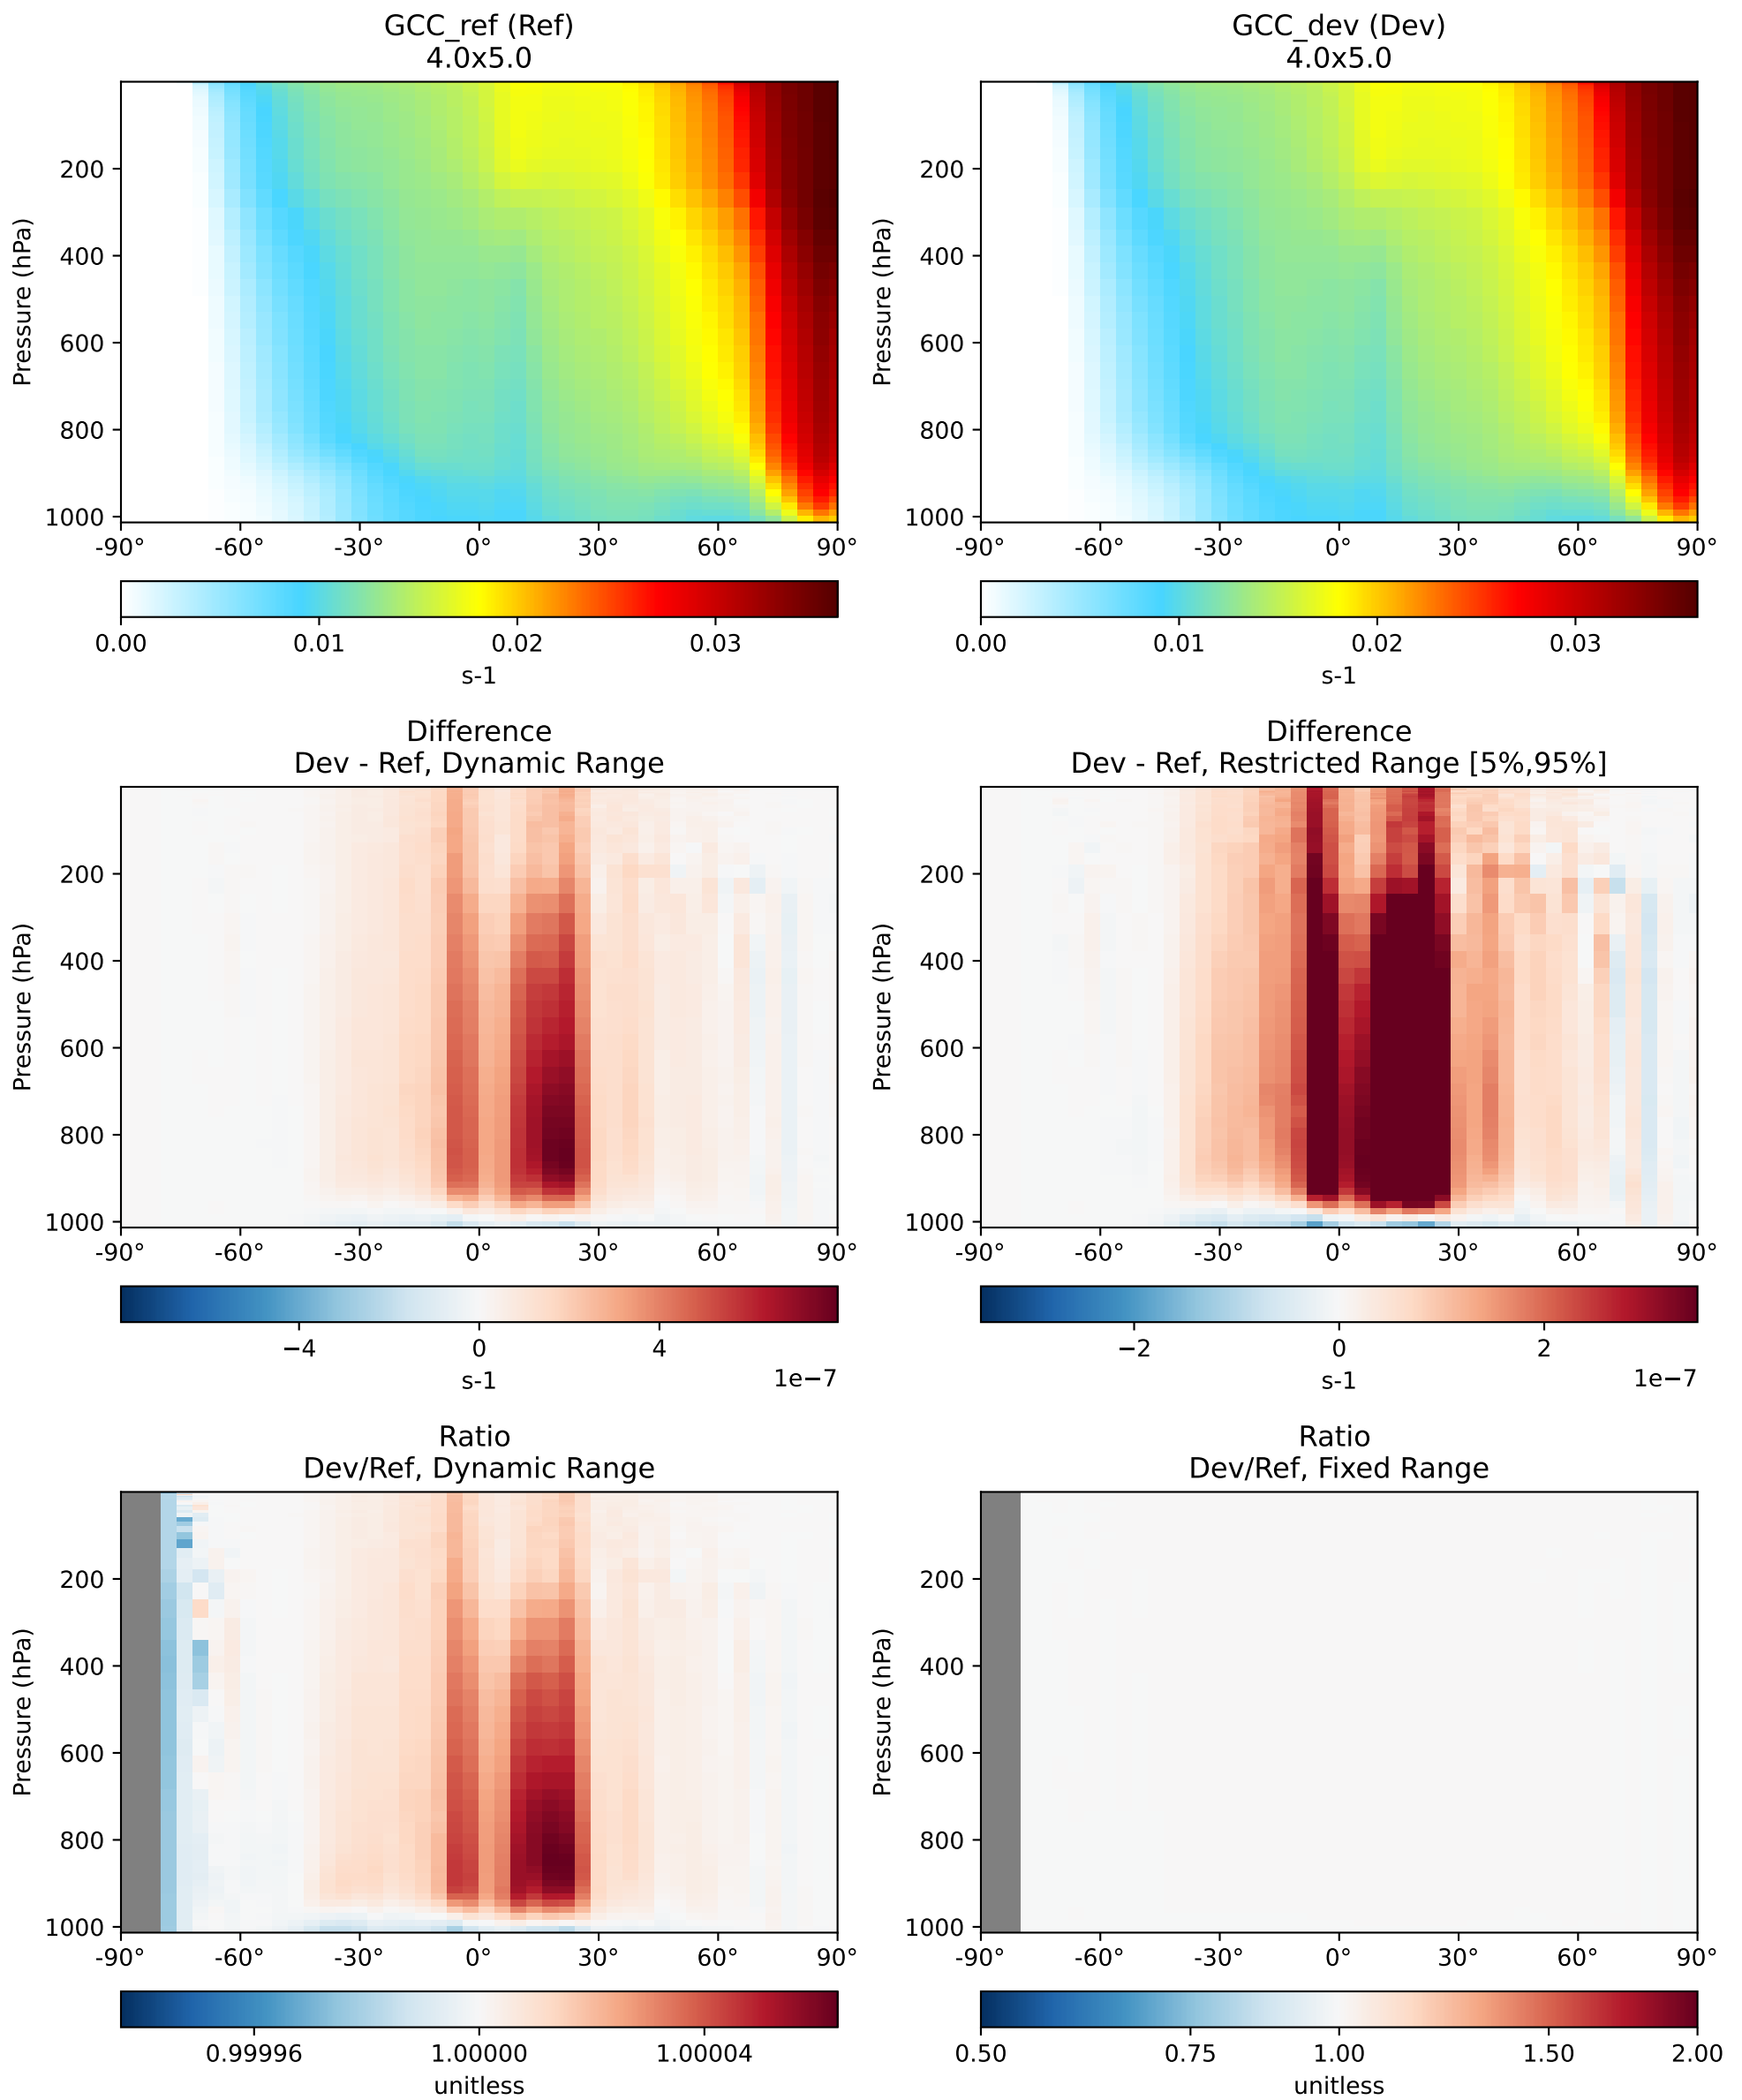 GCC_ref (Ref)
4.0x5.0
Pressure (hPa)
200
400
600
800
1000
-90° -60° -30° 0° 30° 60° 90°
0.00 0.01 0.02 0.03
s-1
GCC_dev (Dev)
4.0x5.0
Pressure (hPa)
200
400
600
800
1000
-90° -60° -30° 0° 30° 60° 90°
0.00 0.01 0.02 0.03
s-1
Difference
Dev - Ref, Dynamic Range
Pressure (hPa)
200
400
600
800
1000
-90° -60° -30° 0° 30° 60° 90°
−4 0 4
s-1 1e−7
Difference
Dev - Ref, Restricted Range [5%,95%]
Pressure (hPa)
200
400
600
800
1000
-90° -60° -30° 0° 30° 60° 90°
−2 0 2
s-1 1e−7
Ratio
Dev/Ref, Dynamic Range
Pressure (hPa)
200
400
600
800
1000
-90° -60° -30° 0° 30° 60° 90°
0.99996 1.00000 1.00004
unitless
Ratio
Dev/Ref, Fixed Range
Pressure (hPa)
200
400
600
800
1000
-90° -60° -30° 0° 30° 60° 90°
0.50 0.75 1.00 1.50 2.00
unitless